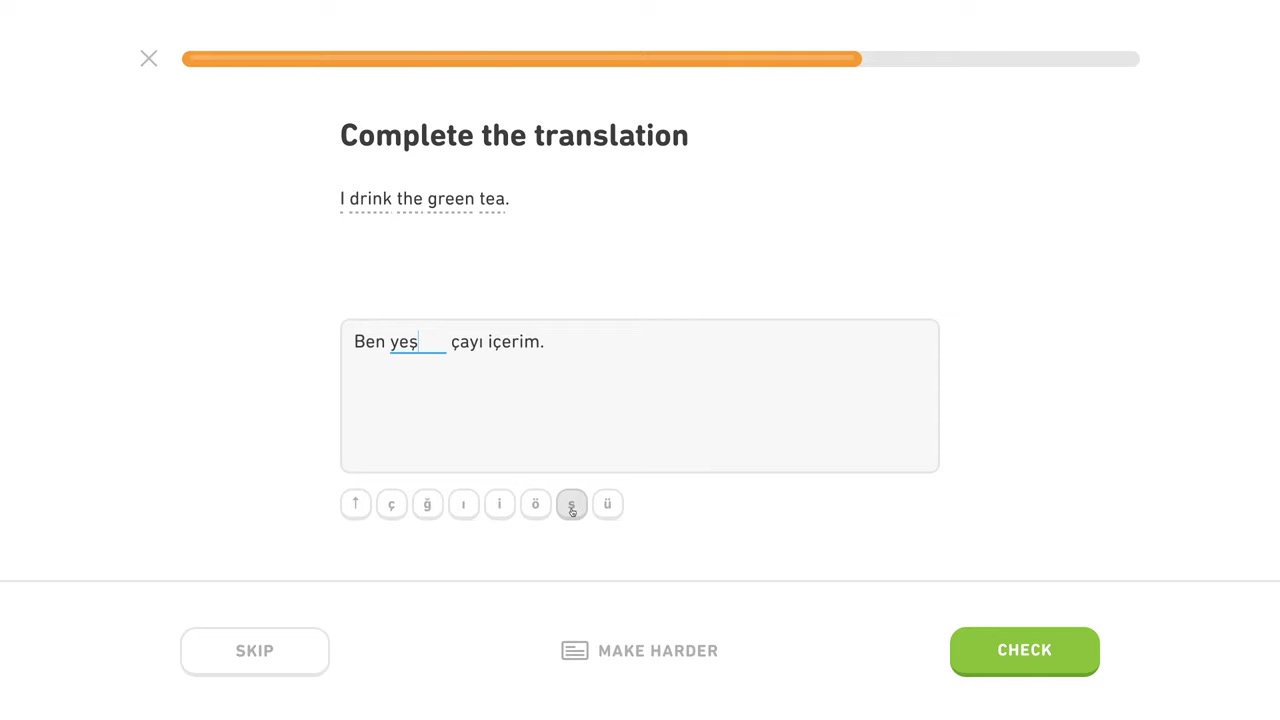 Complete the translation
I drink the green tea.
Ben yeş çayı içerim.
↑ ç ğ ı i ö ş ü
SKIP MAKE HARDER CHECK